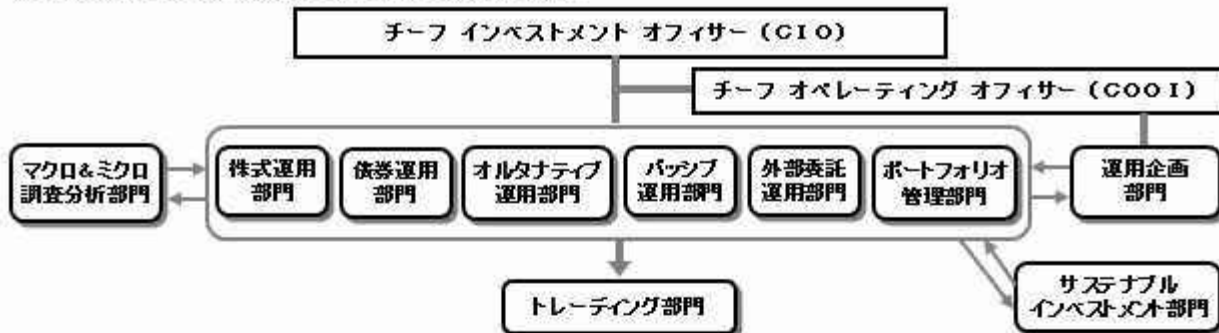 チーフ インベストメント オフィサー (CIO)
チーフ オペレーティング オフィサー (COOI)
マクロ&ミクロ
調査分析部門
株式運用
部門
債券運用
部門
オルタナティブ
運用部門
パッシブ
運用部門
外部委託
運用部門
ポートフォリオ
管理部門
運用企画
部門
トレーディング部門
サステナブル
インベストメント部門